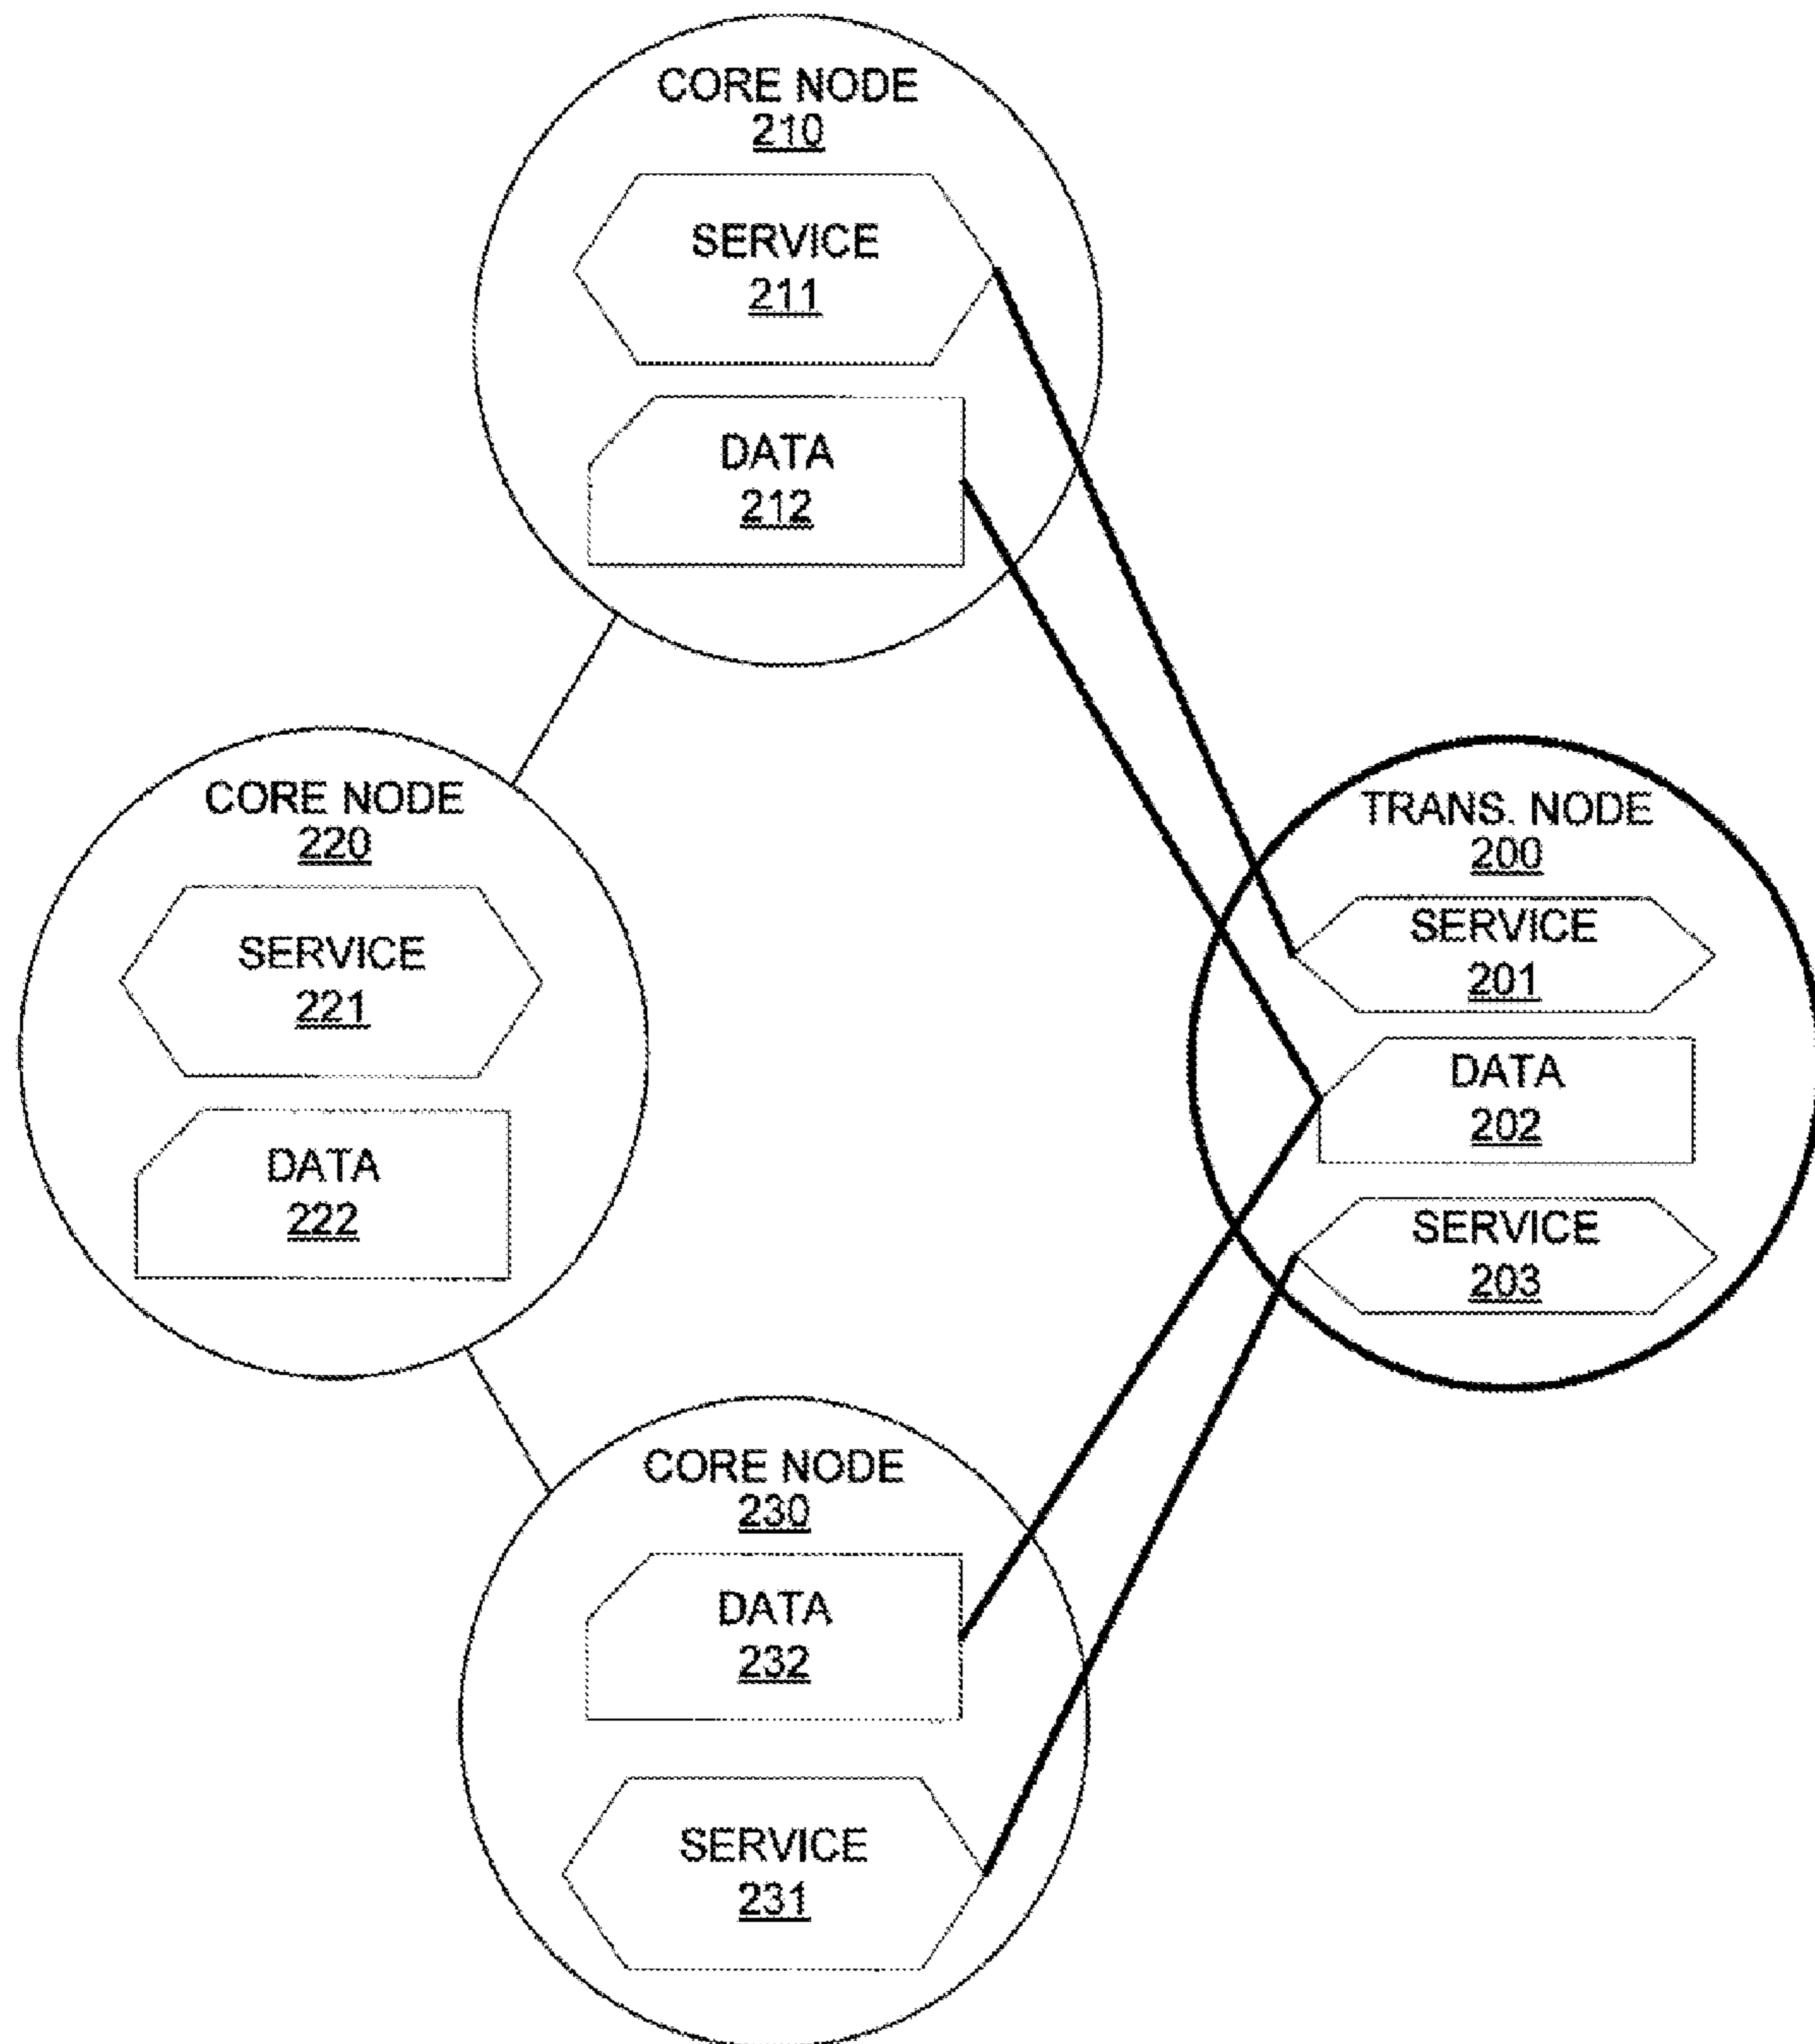 CORE NODE
210
SERVICE
211
DATA
212
CORE NODE
220
SERVICE
221
DATA
222
TRANS. NODE
200
SERVICE
201
DATA
202
SERVICE
203
CORE NODE
230
DATA
232
SERVICE
231